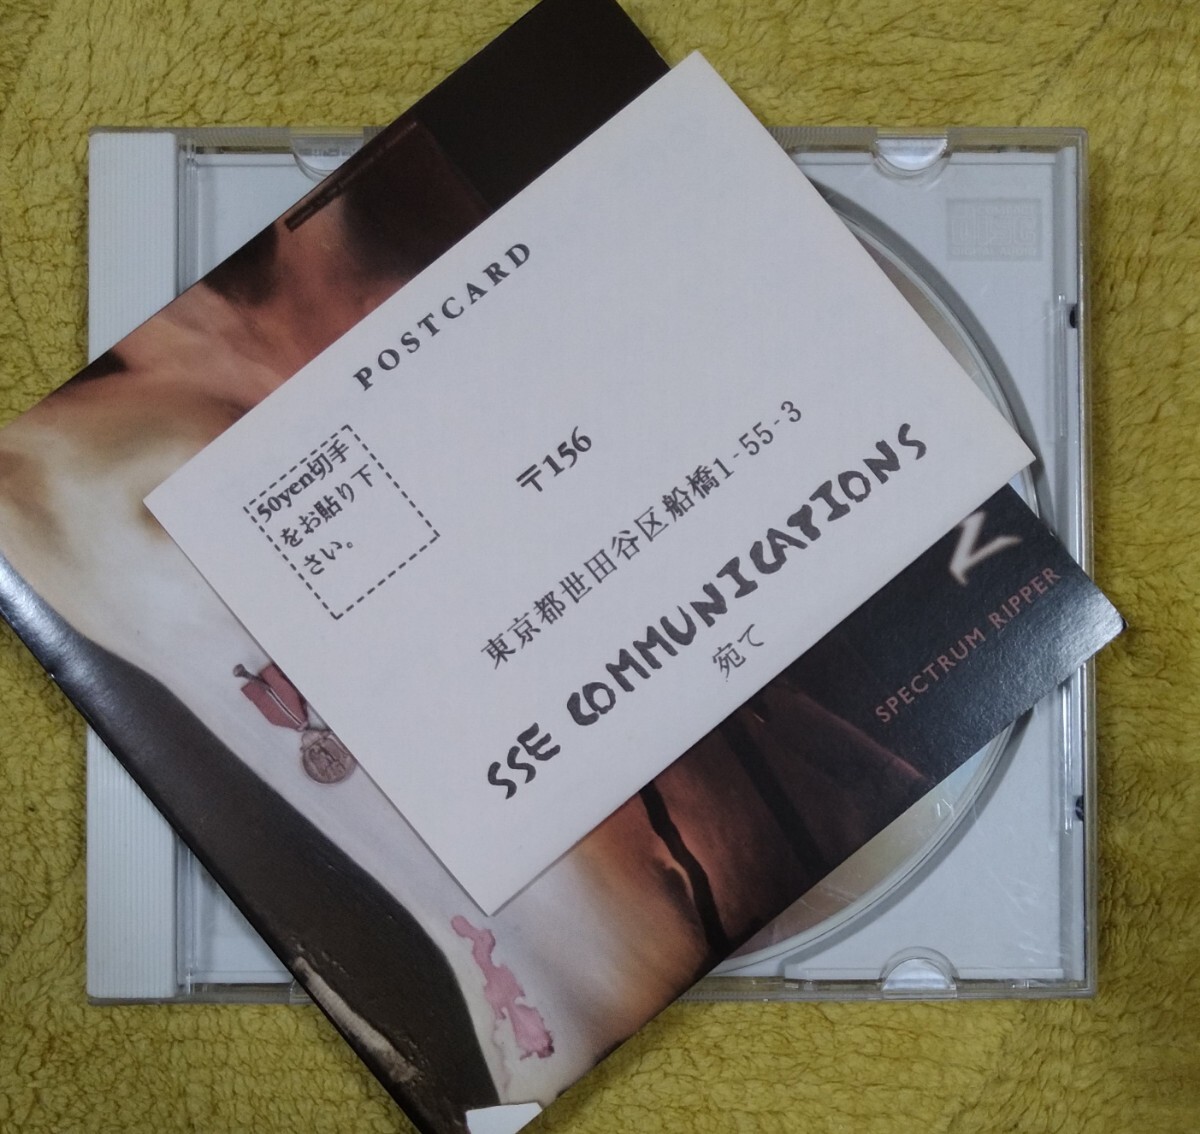 POSTCARD
50yen切手
をお貼り下
さい。
〒156
東京都世田谷区船橋1-55-3
SSE COMMUNICATIONS
宛て
SPECTRUM RIPPER